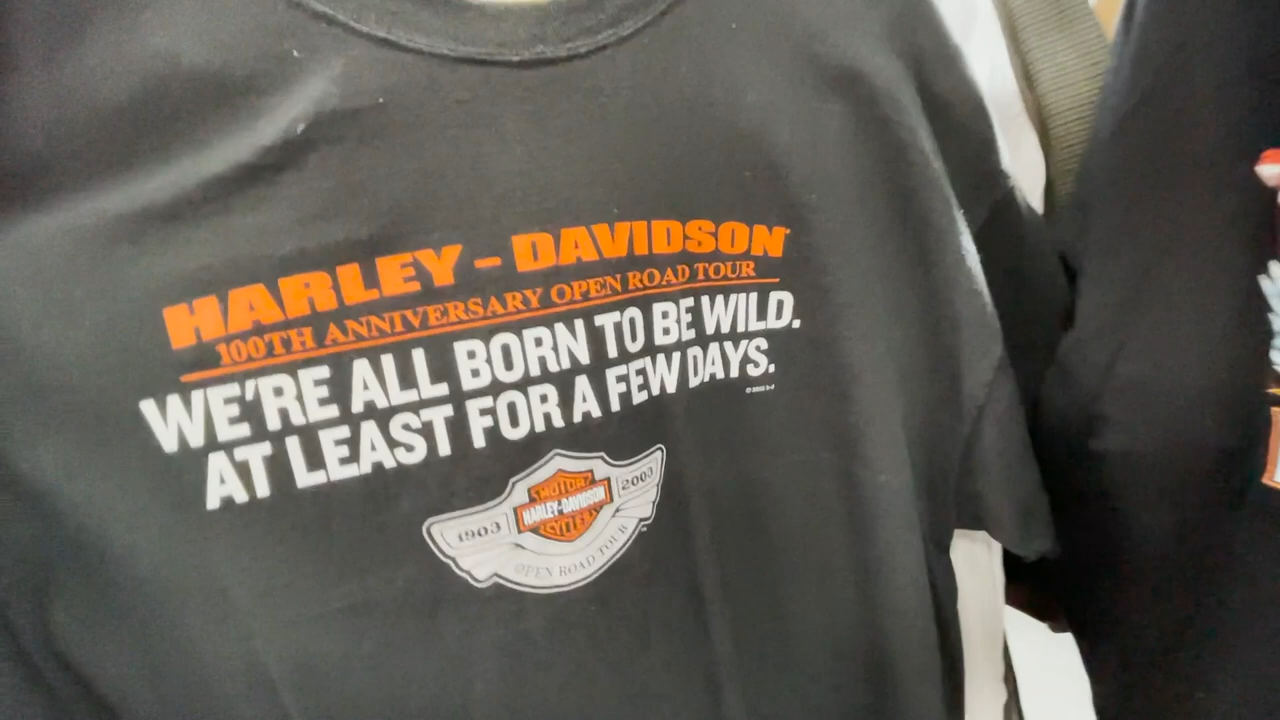 HARLEY - DAVIDSON
100TH ANNIVERSARY OPEN ROAD TOUR
WE'RE ALL BORN TO BE WILD.
AT LEAST FOR A FEW DAYS.
MOTOR
1903 HARLEY-DAVIDSON 2003
CYCLES
OPEN ROAD TOUR